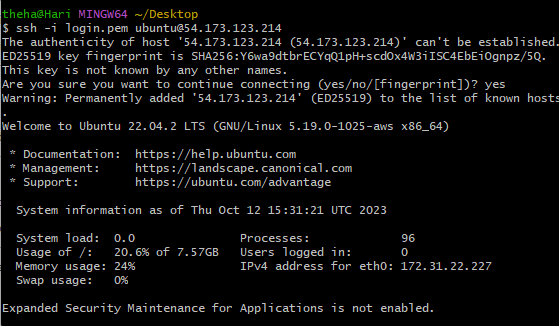 theha@Hari MINGW64 ~/Desktop
$ ssh -i login.pem ubuntu@54.173.123.214
The authenticity of host '54.173.123.214 (54.173.123.214)' can't be established.
ED25519 key fingerprint is SHA256:Y6wa9dtbrECYqQ1pH+scdOx4W3iISC4EbEiOgnpz/5Q.
This key is not known by any other names.
Are you sure you want to continue connecting (yes/no/[fingerprint])? yes
Warning: Permanently added '54.173.123.214' (ED25519) to the list of known hosts
.
Welcome to Ubuntu 22.04.2 LTS (GNU/Linux 5.19.0-1025-aws x86_64)
* Documentation:  https://help.ubuntu.com
* Management:     https://landscape.canonical.com
* Support:        https://ubuntu.com/advantage
System information as of Thu Oct 12 15:31:21 UTC 2023
System load:  0.0                Processes:             96
Usage of /:   20.6% of 7.57GB   Users logged in:       0
Memory usage: 24%                IPv4 address for eth0: 172.31.22.227
Swap usage:   0%
Expanded Security Maintenance for Applications is not enabled.